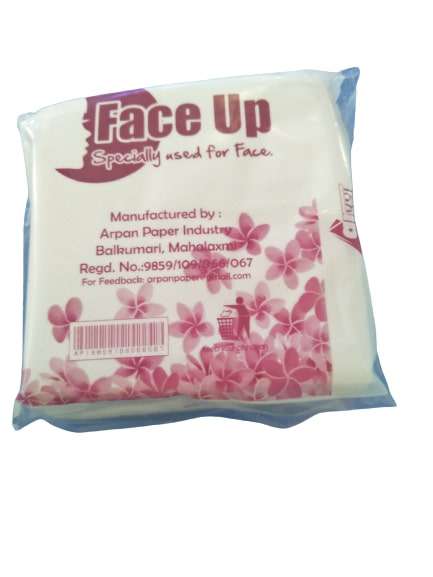 Face Up
Specially used for Face.
Manufactured by :
Arpan Paper Industry
Balkumari, Mahalaxmi
Regd. No.:9859/109/066/067
For Feedback: arpanpaper@gmail.com